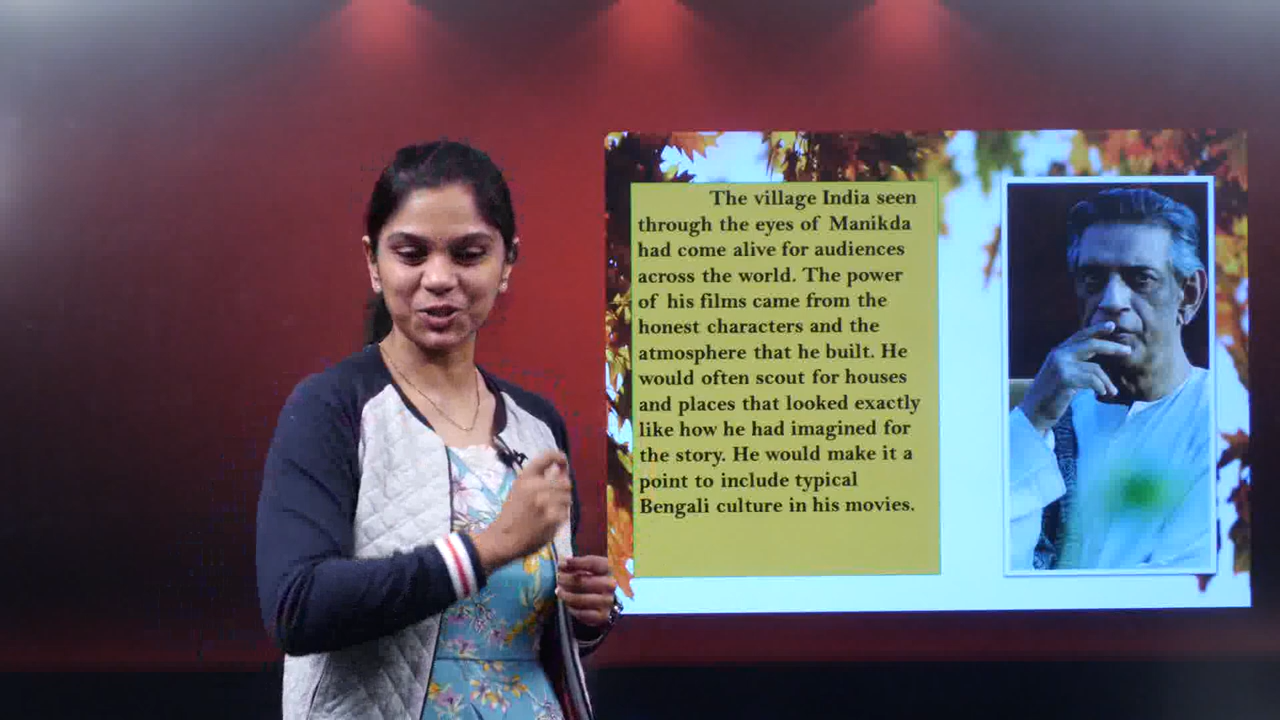 The village India seen
through the eyes of Manikda
had come alive for audiences
across the world. The power
of his films came from the
honest characters and the
atmosphere that he built. He
would often scout for houses
and places that looked exactly
like how he had imagined for
the story. He would make it a
point to include typical
Bengali culture in his movies.